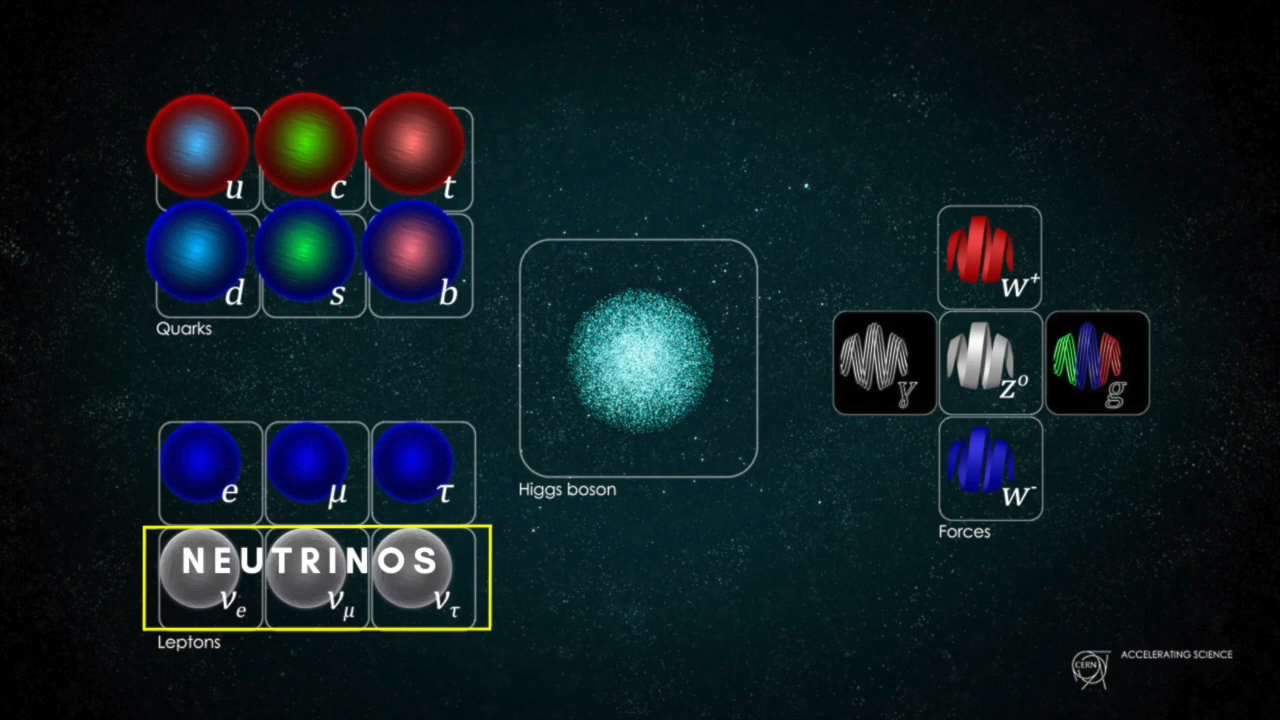 u c t
d s b
Quarks
e μ τ
NEUTRINOS
νe νμ ντ
Leptons
Higgs boson
W+
γ Z0 g
W-
Forces
CERN
ACCELERATING SCIENCE